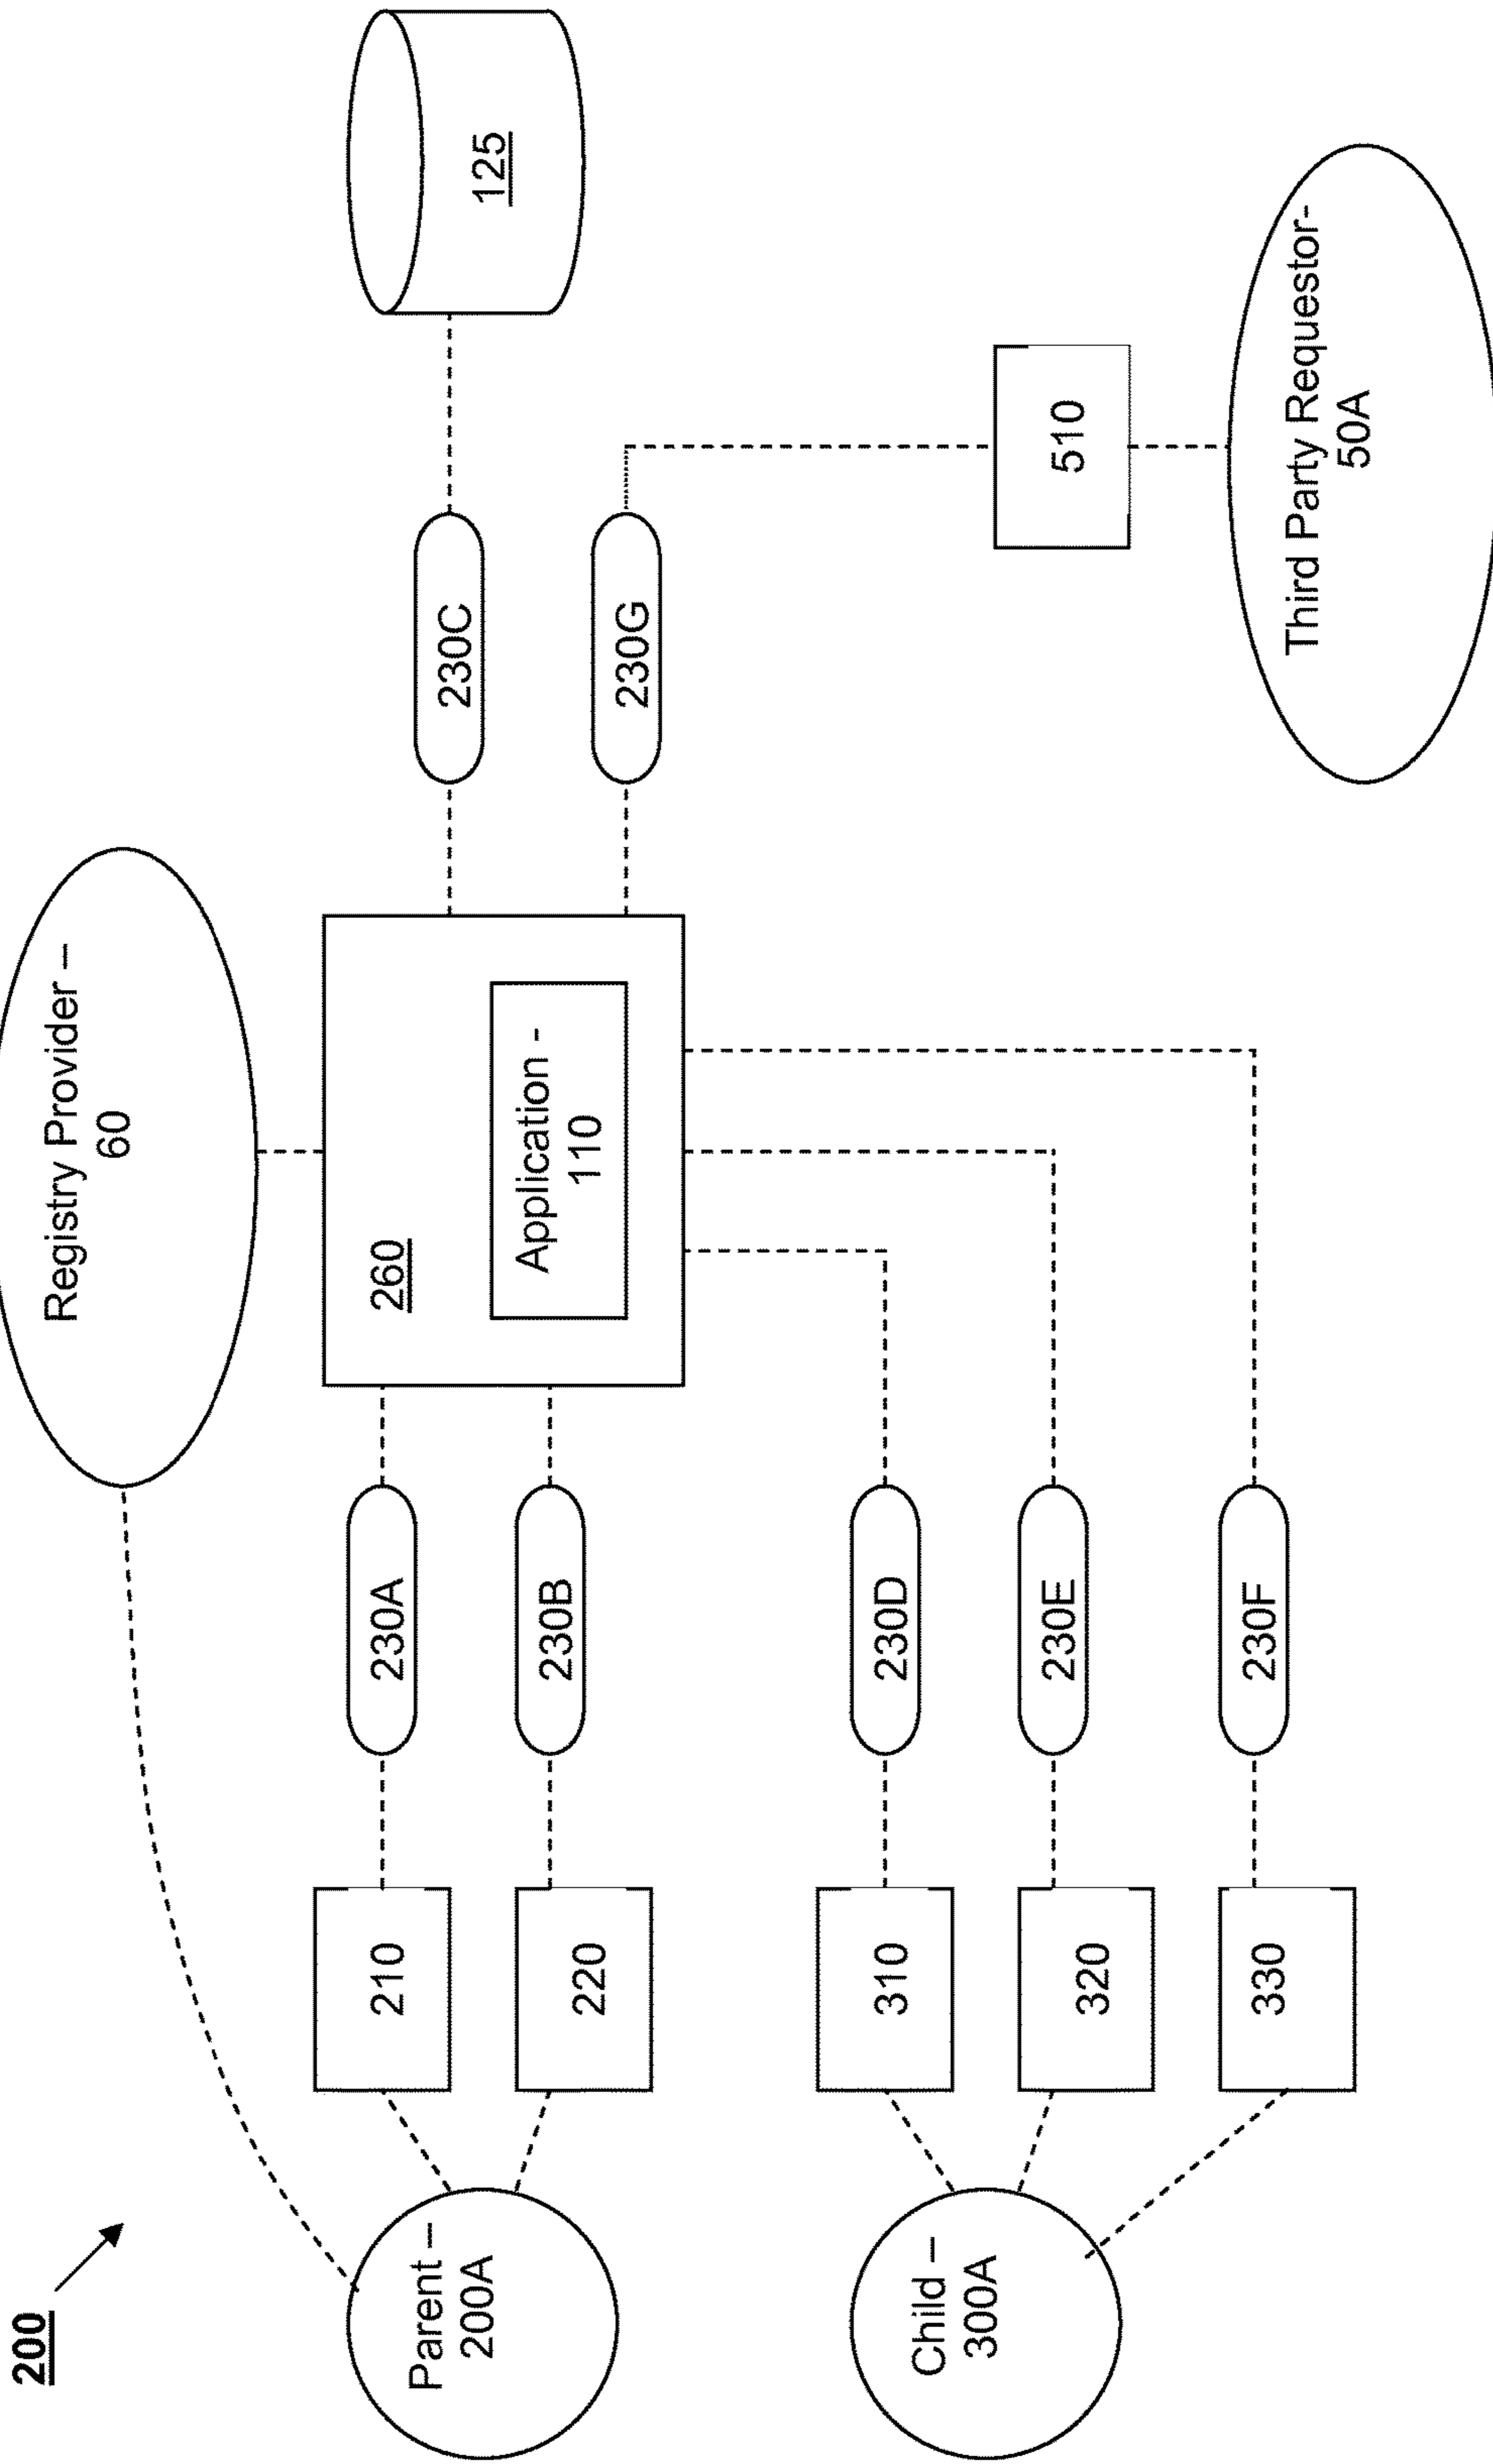 200
Registry Provider –
60
260
Application -
110
125
Parent –
200A
210
220
230A
230B
230C
230G
Child –
300A
310
320
330
230D
230E
230F
510
Third Party Requestor-
50A